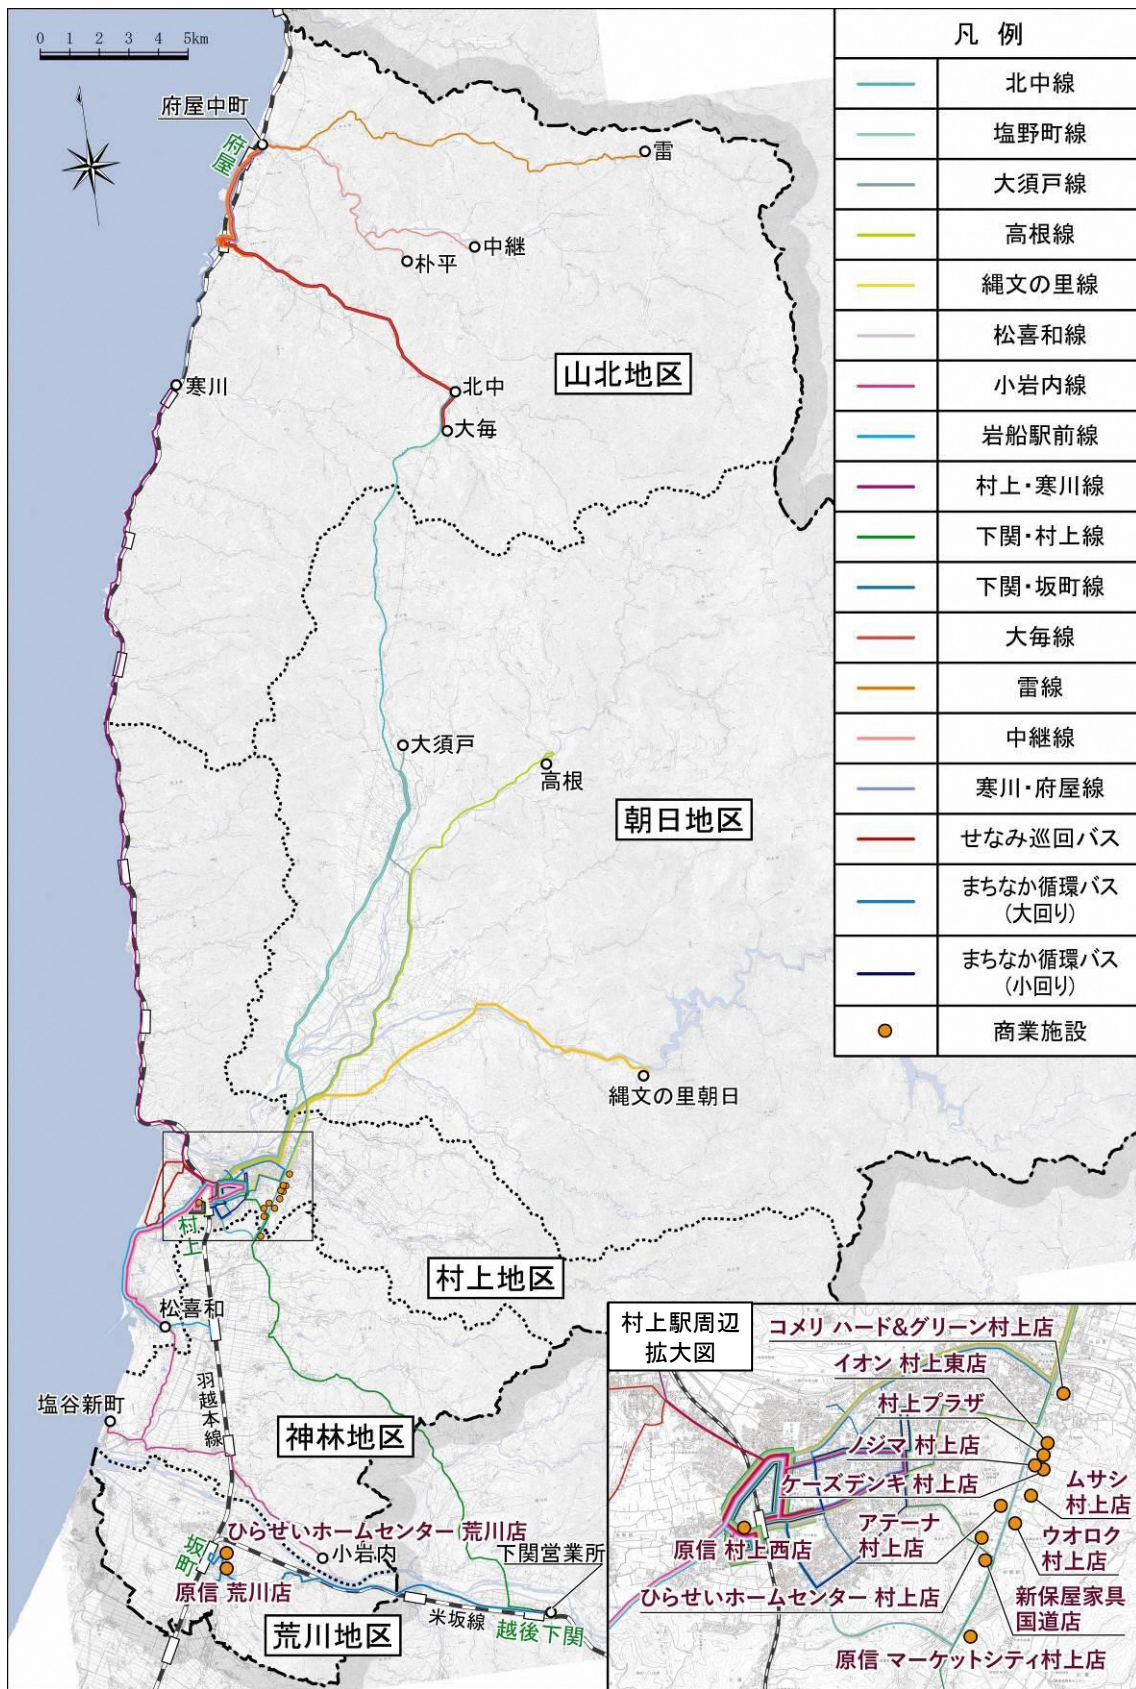 0 1 2 3 4 5km
凡 例
北中線
塩野町線
大須戸線
高根線
縄文の里線
松喜和線
小岩内線
岩船駅前線
村上・寒川線
下関・村上線
下関・坂町線
大毎線
雷線
中継線
寒川・府屋線
せなみ巡回バス
まちなか循環バス
(大回り)
まちなか循環バス
(小回り)
商業施設
府屋中町
府屋
雷
中継
朴平
山北地区
寒川
北中
大毎
大須戸
高根
朝日地区
縄文の里朝日
村上
村上地区
松喜和
塩谷新町
羽越本線
神林地区
ひらせいホームセンター 荒川店
坂町
小岩内
下関営業所
原信 荒川店
米坂線
越後下関
荒川地区
村上駅周辺
拡大図
コメリ ハード&グリーン村上店
イオン 村上東店
村上プラザ
ノジマ 村上店
ケーズデンキ 村上店
ムサシ
村上店
アテーナ
村上店
ウオロク
村上店
原信 村上西店
ひらせいホームセンター 村上店
新保屋家具
国道店
原信 マーケットシティ村上店